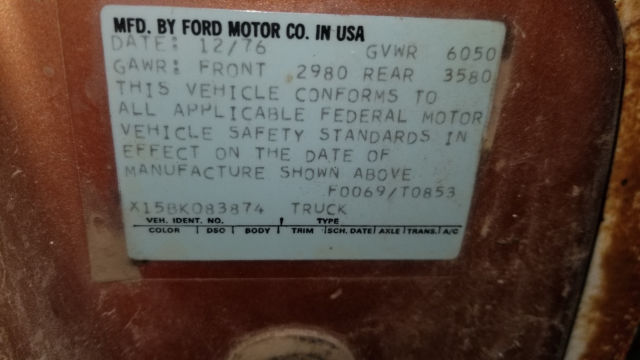 MFD. BY FORD MOTOR CO. IN USA
DATE: 12/76 GVWR 6050
GAWR: FRONT 2980 REAR 3580
THIS VEHICLE CONFORMS TO
ALL APPLICABLE FEDERAL MOTOR
VEHICLE SAFETY STANDARDS IN
EFFECT ON THE DATE OF
MANUFACTURE SHOWN ABOVE
F0069/T0853
X15BK083874 TRUCK
VEH. IDENT. NO. TYPE
COLOR DSO BODY TRIM SCH. DATE AXLE TRANS. A/C